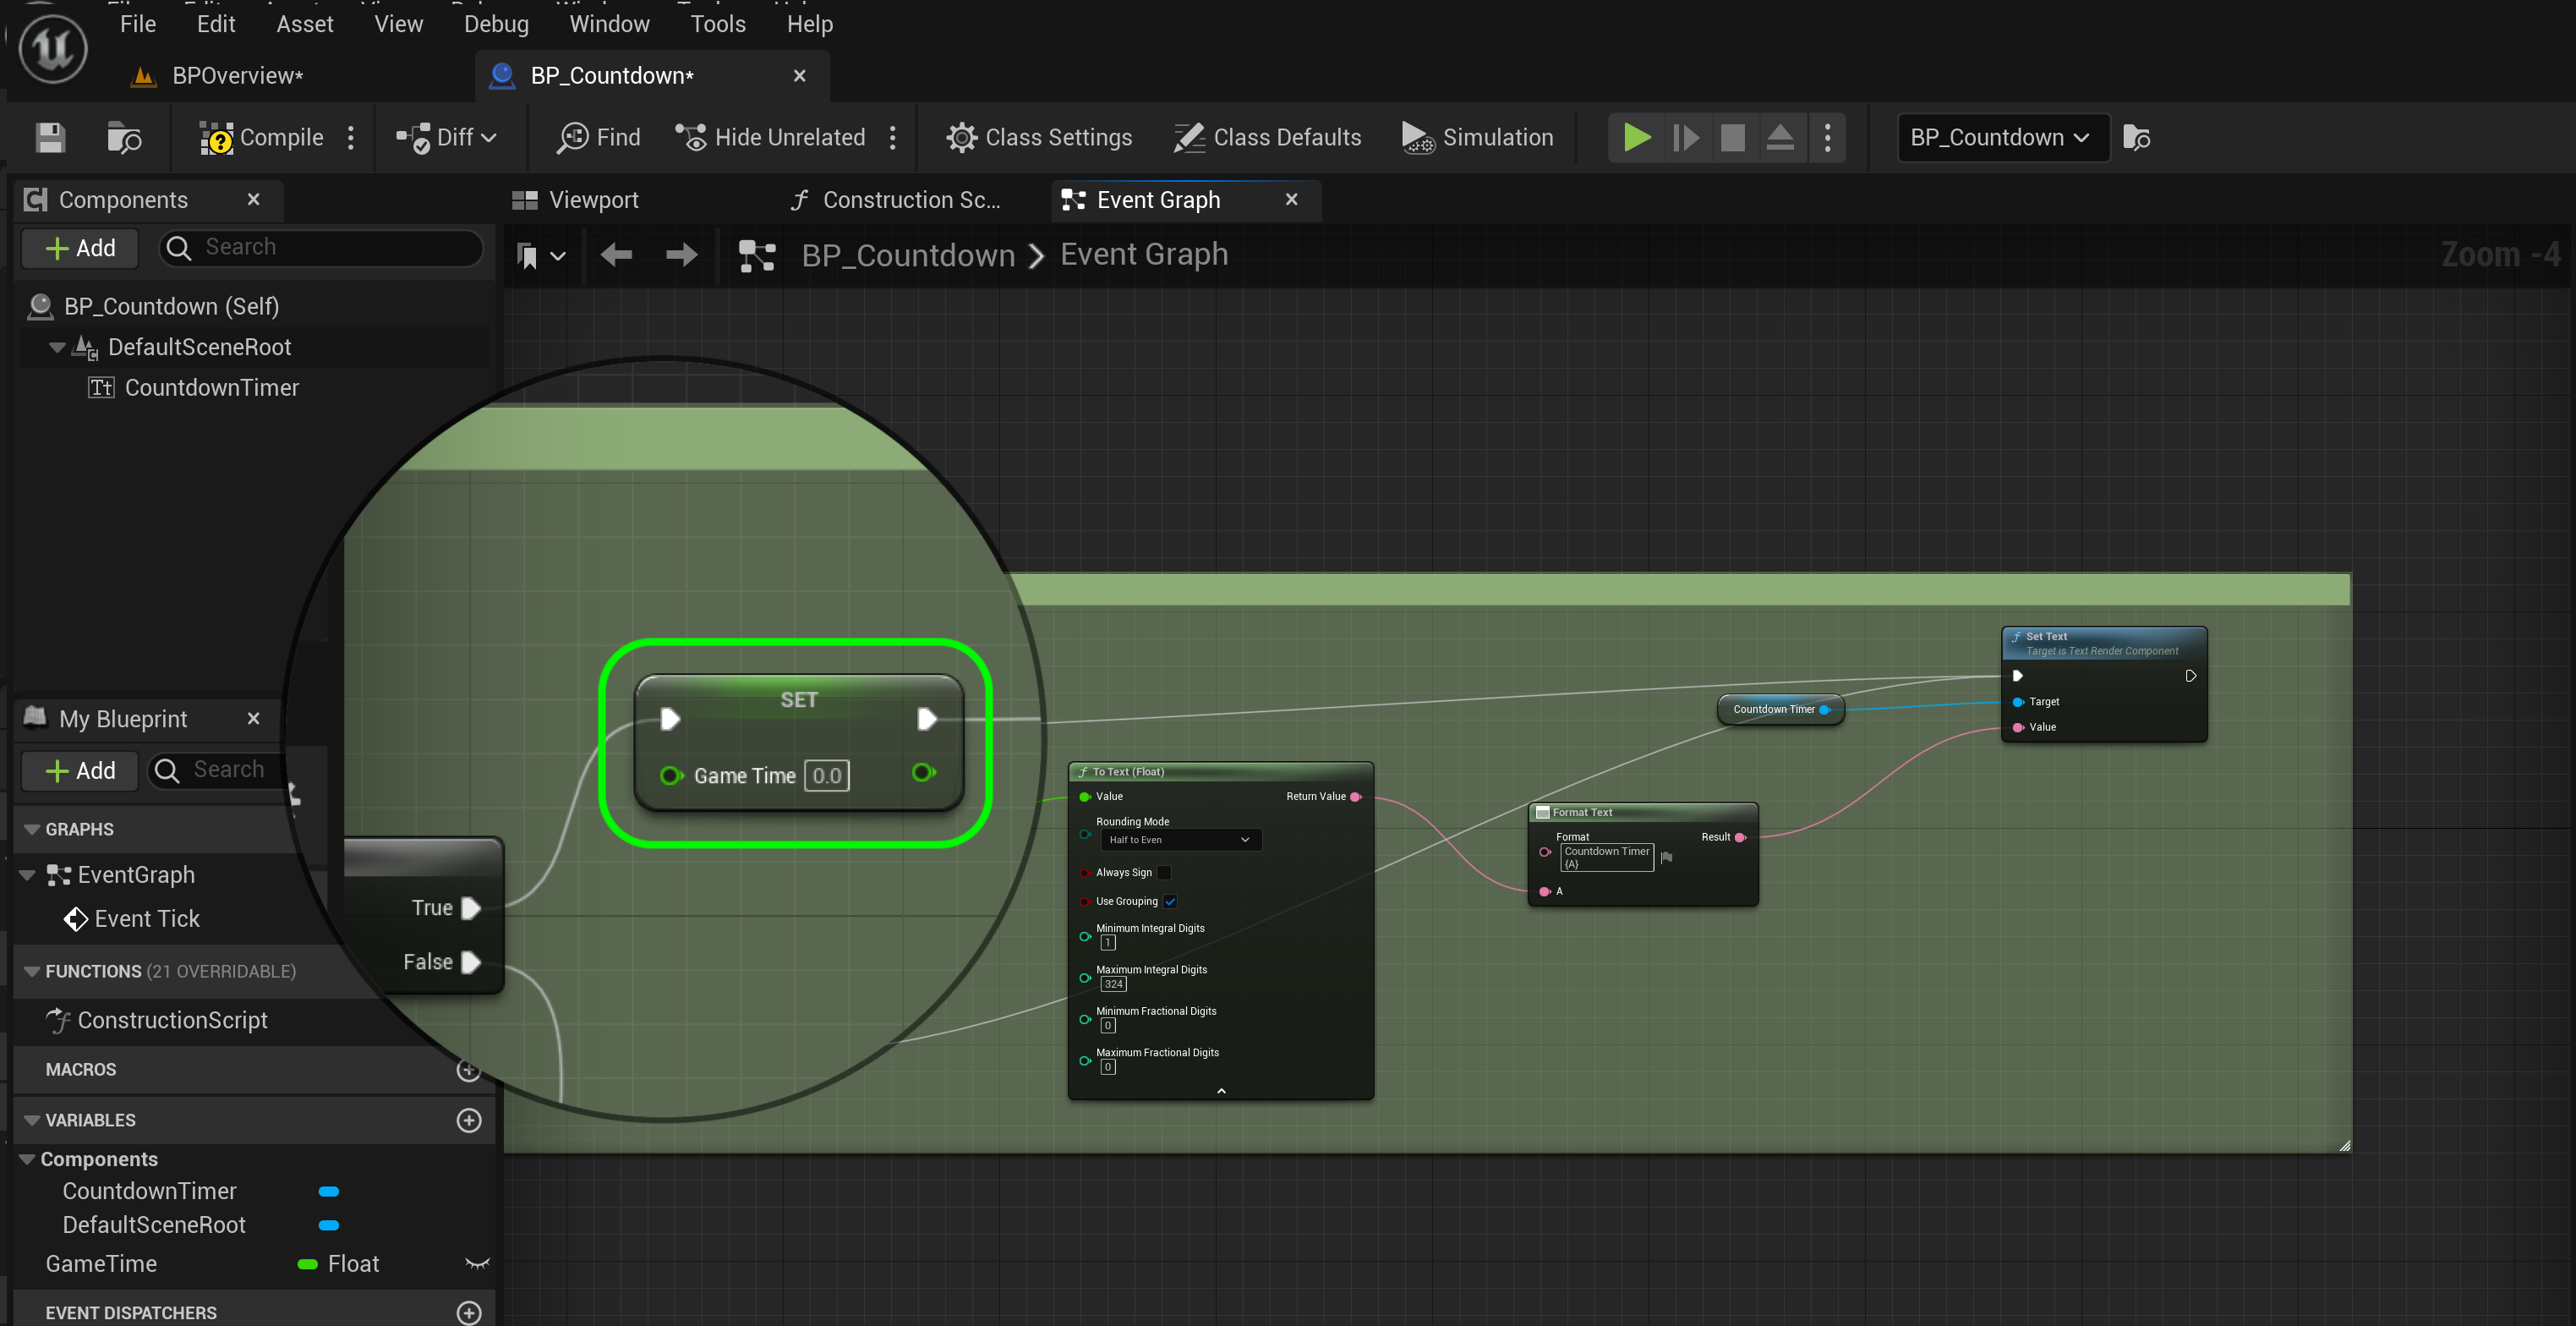 File Edit Asset View Debug Window Tools Help
BPOverview*
BP_Countdown*
Compile
Diff
Find
Hide Unrelated
Class Settings
Class Defaults
Simulation
BP_Countdown
Components
Viewport
Construction Sc...
Event Graph
Add
Search
BP_Countdown > Event Graph
Zoom -4
BP_Countdown (Self)
DefaultSceneRoot
CountdownTimer
My Blueprint
Add
Search
GRAPHS
EventGraph
Event Tick
FUNCTIONS (21 OVERRIDABLE)
ConstructionScript
MACROS
VARIABLES
Components
CountdownTimer
DefaultSceneRoot
GameTime Float
EVENT DISPATCHERS
SET
Game Time 0.0
True
False
To Text (Float)
Value Return Value
Rounding Mode
Half to Even
Always Sign
Use Grouping
Minimum Integral Digits
1
Maximum Integral Digits
324
Minimum Fractional Digits
0
Maximum Fractional Digits
0
Format Text
Format Result
Countdown Timer
{A}
A
Countdown Timer
Set Text
Target is Text Render Component
Target
Value